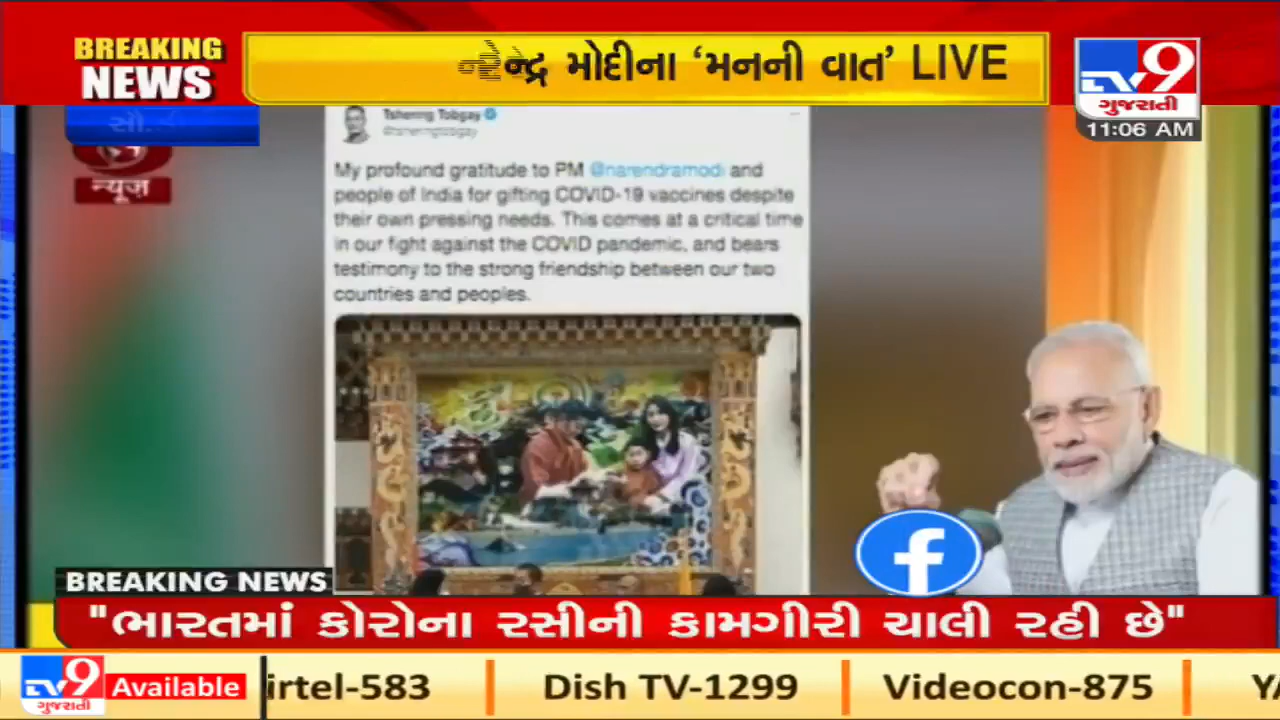 BREAKING
NEWS
નરેન્દ્ર મોદીના ‘મનની વાત’ LIVE
TV9
ગુજરાતી
11:06 AM
સૌ.
न्यूज़
Tshering Tobgay
@tsheringtobgay
My profound gratitude to PM @narendramodi and
people of India for gifting COVID-19 vaccines despite
their own pressing needs. This comes at a critical time
in our fight against the COVID pandemic, and bears
testimony to the strong friendship between our two
countries and peoples.
f
BREAKING NEWS
"ભારતમાં કોરોના રસીની કામગીરી ચાલી રહી છે"
TV9
ગુજરાતી
Available
irtel-583
Dish TV-1299
Videocon-875
YA